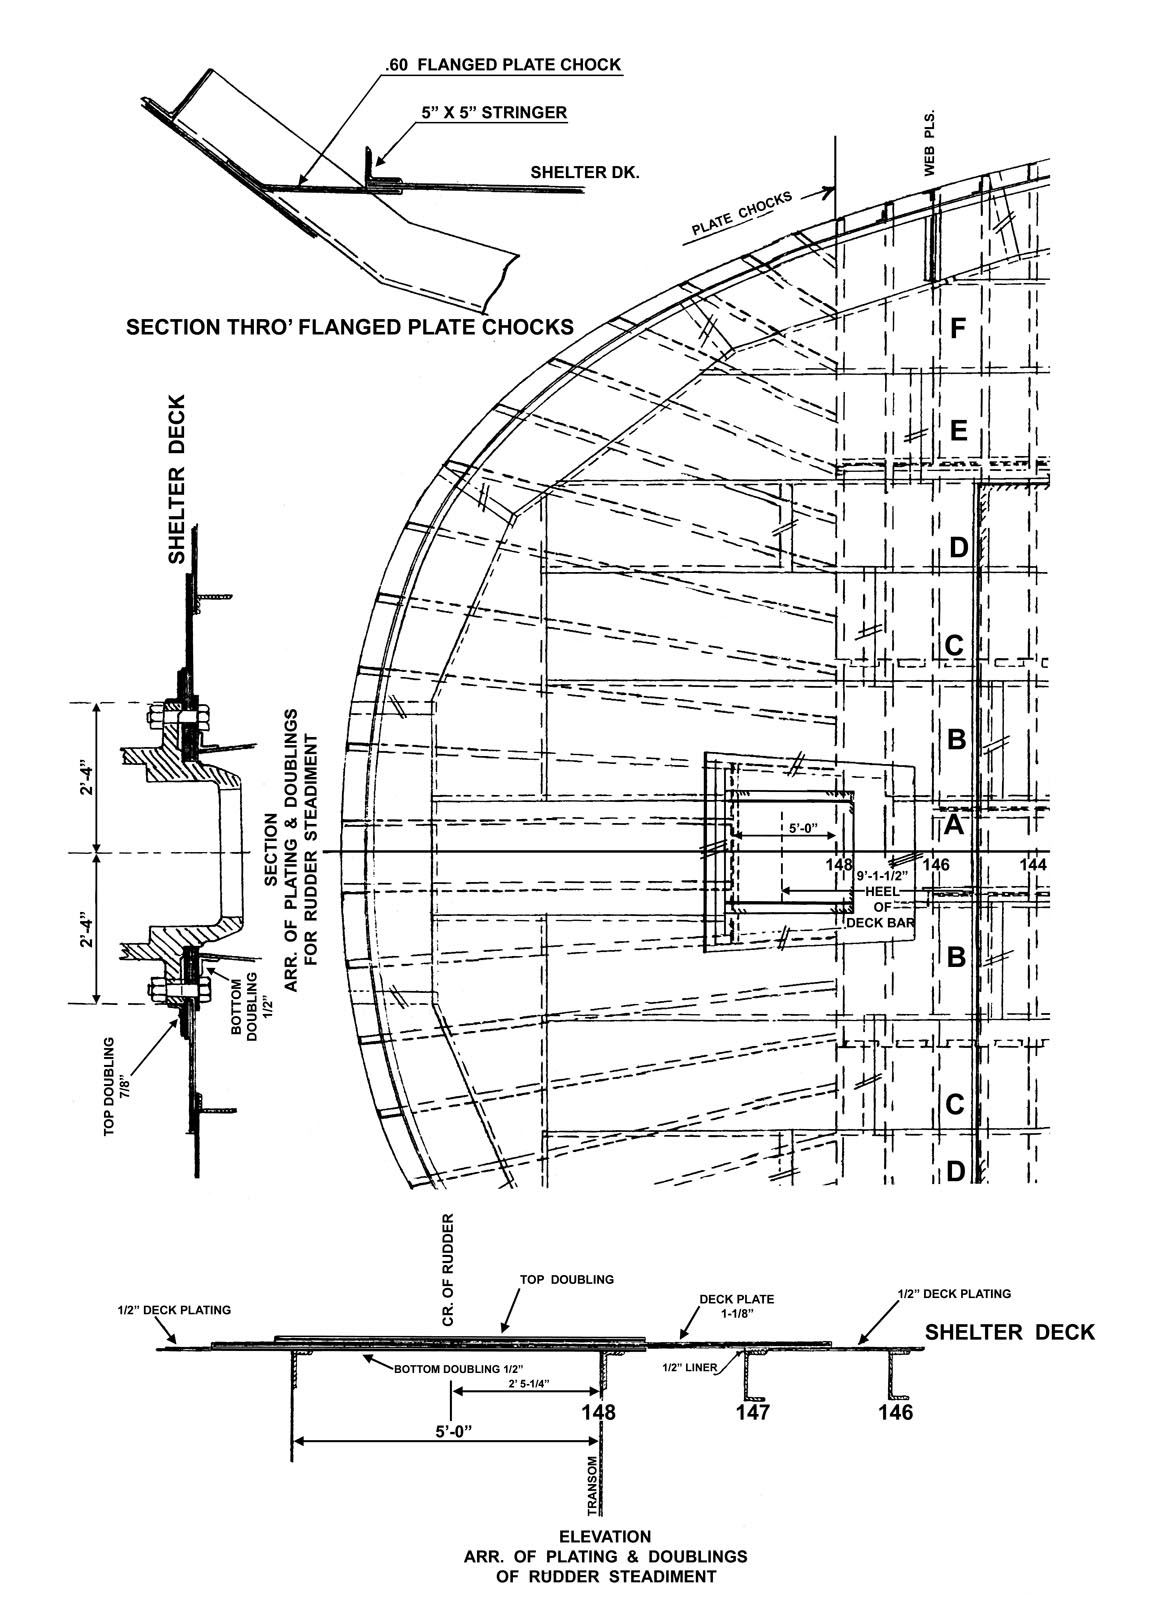 .60 FLANGED PLATE CHOCK
5” X 5” STRINGER
SHELTER DK.
SECTION THRO’ FLANGED PLATE CHOCKS
WEB PLS.
PLATE CHOCKS
F
E
D
C
B
A
5’-0”
148
146
144
9’-1-1/2”
HEEL
OF
DECK BAR
B
C
D
SHELTER DECK
2’-4”
2’-4”
SECTION
ARR. OF PLATING & DOUBLINGS
FOR RUDDER STEADIMENT
BOTTOM
DOUBLING
1/2”
TOP DOUBLING
7/8”
CR. OF RUDDER
TOP DOUBLING
1/2” DECK PLATING
DECK PLATE
1-1/8”
1/2” DECK PLATING
SHELTER DECK
BOTTOM DOUBLING 1/2”
1/2” LINER
2’ 5-1/4”
148
147
146
5’-0”
TRANSOM
ELEVATION
ARR. OF PLATING & DOUBLINGS
OF RUDDER STEADIMENT